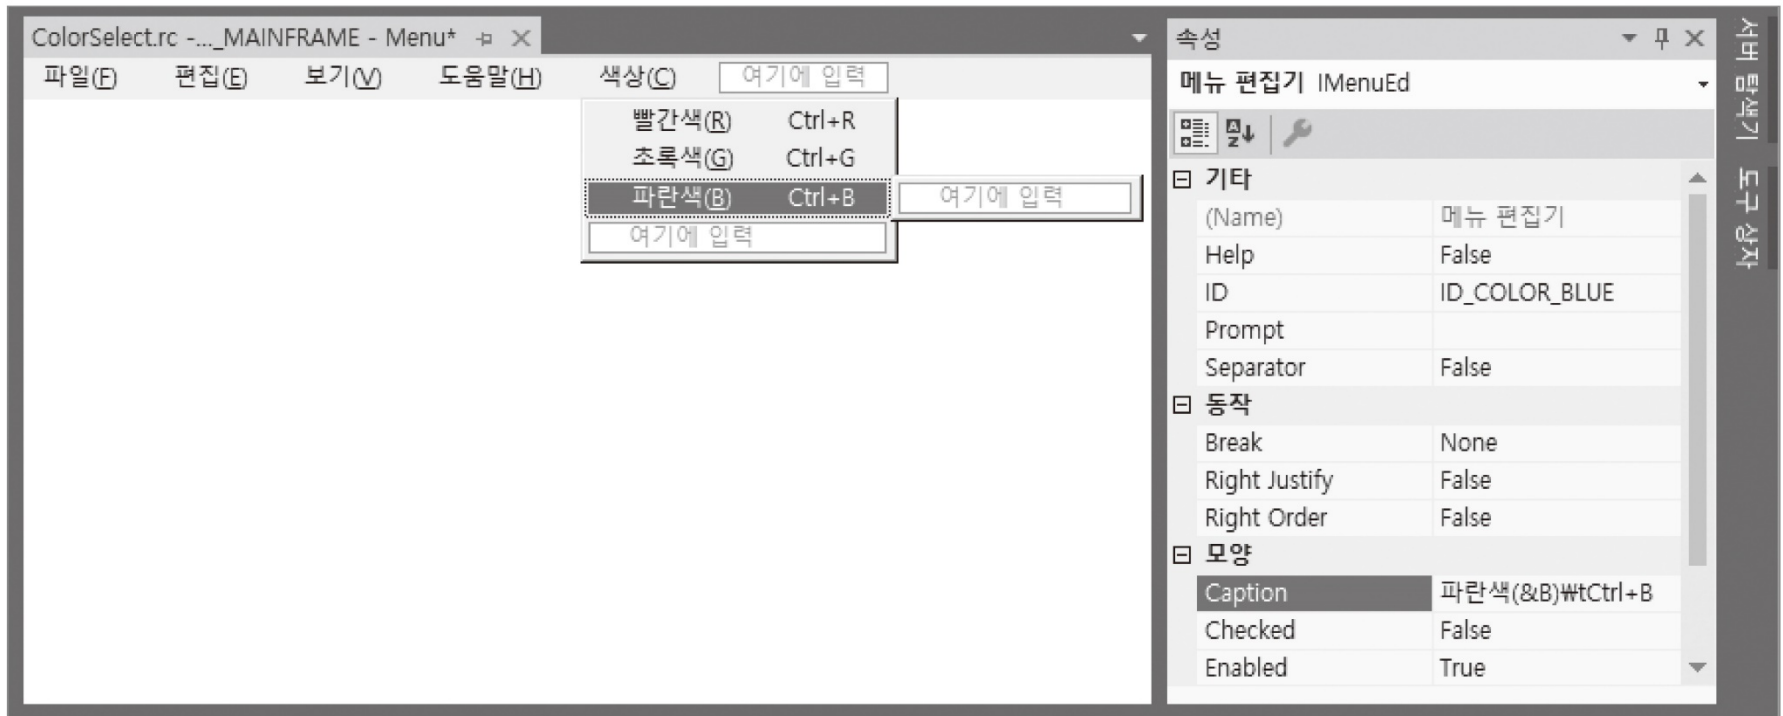 ColorSelect.rc -..._MAINFRAME - Menu*
파일(F) 편집(E) 보기(V) 도움말(H) 색상(C) 여기에 입력
빨간색(R) Ctrl+R
초록색(G) Ctrl+G
파란색(B) Ctrl+B 여기에 입력
여기에 입력
속성
메뉴 편집기 IMenuEd
기타
(Name) 메뉴 편집기
Help False
ID ID_COLOR_BLUE
Prompt
Separator False
동작
Break None
Right Justify False
Right Order False
모양
Caption 파란색(&B)₩tCtrl+B
Checked False
Enabled True
서버 탐색기
도구 상자